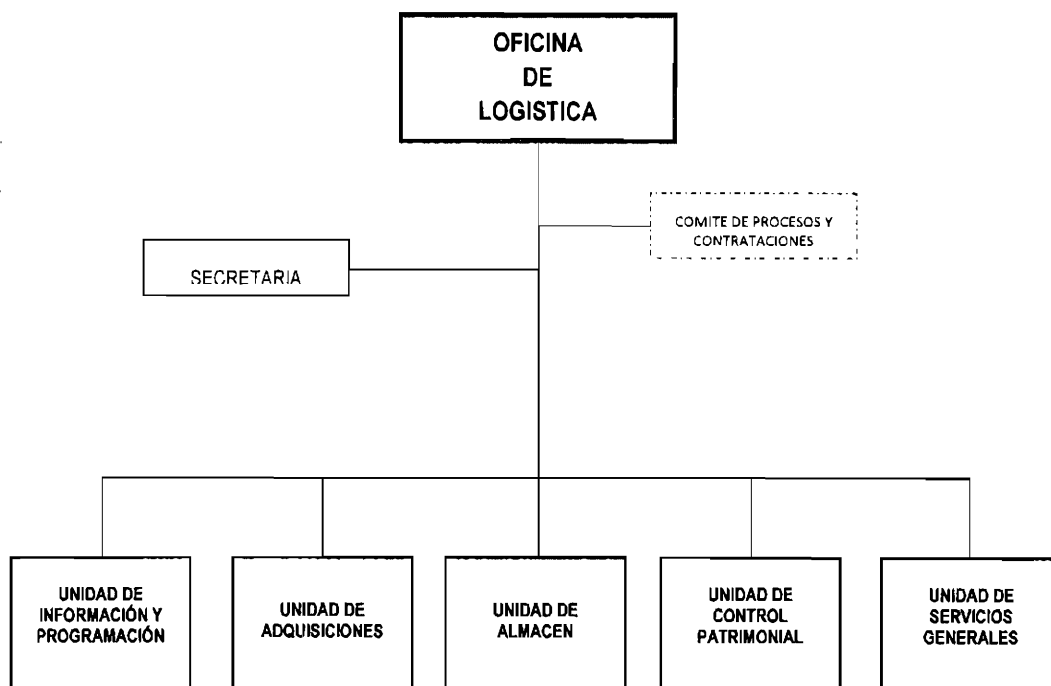 OFICINA
DE
LOGISTICA
COMITE DE PROCESOS Y
CONTRATACIONES
SECRETARIA
UNIDAD DE
INFORMACIÓN Y
PROGRAMACIÓN
UNIDAD DE
ADQUISICIONES
UNIDAD DE
ALMACEN
UNIDAD DE
CONTROL
PATRIMONIAL
UNIDAD DE
SERVICIOS
GENERALES